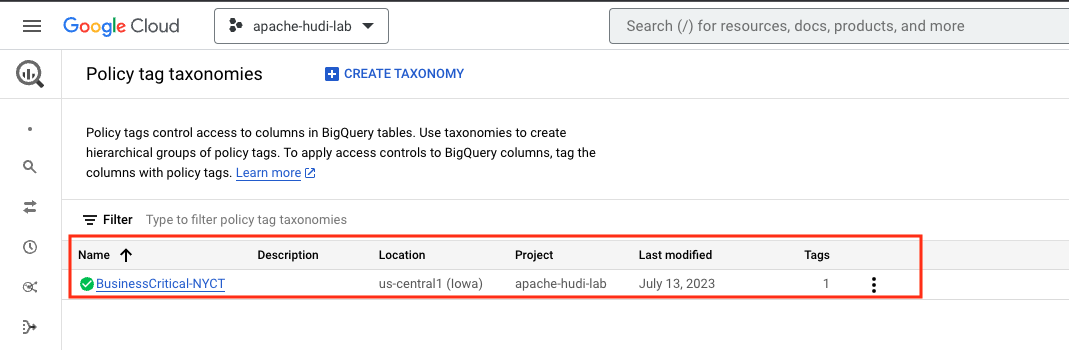 Google Cloud
apache-hudi-lab
Search (/) for resources, docs, products, and more
Policy tag taxonomies
CREATE TAXONOMY
Policy tags control access to columns in BigQuery tables. Use taxonomies to create
hierarchical groups of policy tags. To apply access controls to BigQuery columns, tag the
columns with policy tags. Learn more
Filter Type to filter policy tag taxonomies
Name Description Location Project Last modified Tags
BusinessCritical-NYCT us-central1 (Iowa) apache-hudi-lab July 13, 2023 1